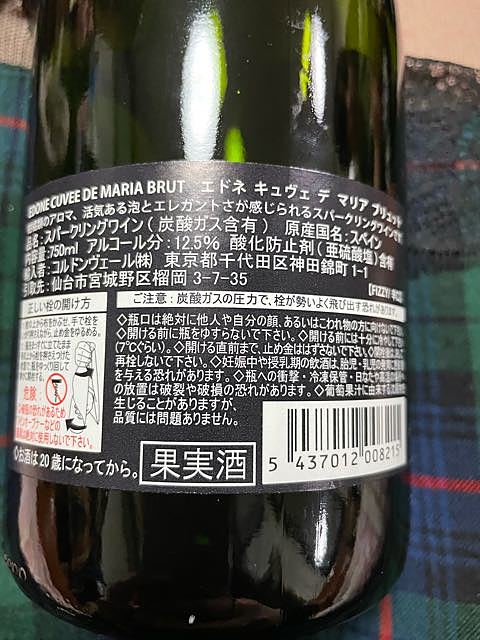 EDONE CUVEE DE MARIA BRUT エドネ キュヴェ デ マリア ブリュット
のアロマ、活気ある泡とエレガントさが感じられるスパークリングワイン
品名:スパークリングワイン(炭酸ガス含有) 原産国名:スペイン
内容量:750ml アルコール分:12.5% 酸化防止剤(亜硫酸塩)含有
輸入者:コルドンヴェール(株) 東京都千代田区神田錦町1-1
引取先:仙台市宮城野区榴岡3-7-35
(FIZZY/辛口)
正しい栓の開け方
ご注意:炭酸ガスの圧力で、栓が勢いよく飛び出す恐れがあります。
◇瓶口は絶対に他人や自分の顔、あるいはこわれ物の方に向けないで下さい。
◇開ける前に瓶をゆすらないで下さい。◇開ける前には十分に冷やして下さい
(7℃ぐらい)。◇開ける直前まで、止め金ははずさないで下さい。
再栓しないで下さい。◇妊娠中や授乳期の飲酒は、胎児・乳児の
を与える恐れがあります。◇瓶への衝撃・冷凍保管・日なたや
の放置は破裂や破損の恐れがあります。◇葡萄果汁に由来する
生じることがありますが、
品質には問題ありません。
危険:
◇お酒は20歳になってから。
果実酒
5 437012 008215